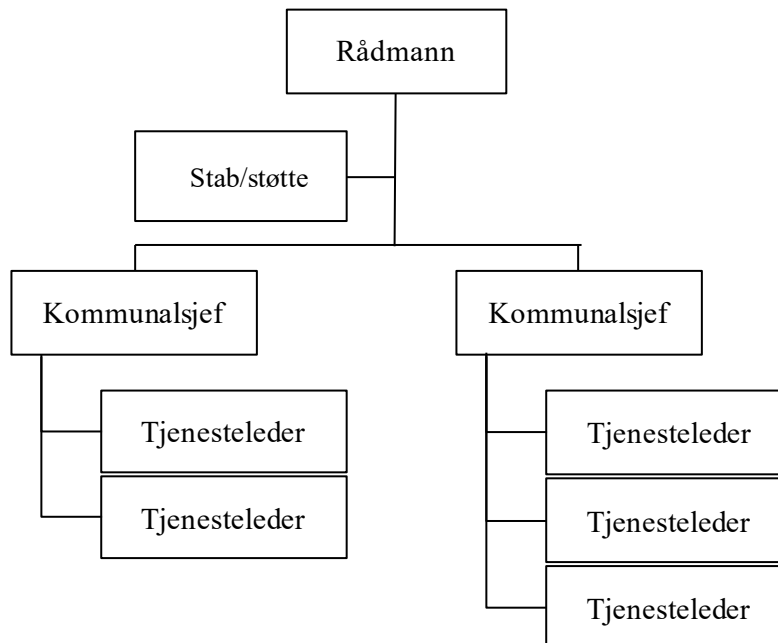 Rådmann
Stab/støtte
Kommunalsjef
Kommunalsjef
Tjenesteleder
Tjenesteleder
Tjenesteleder
Tjenesteleder
Tjenesteleder